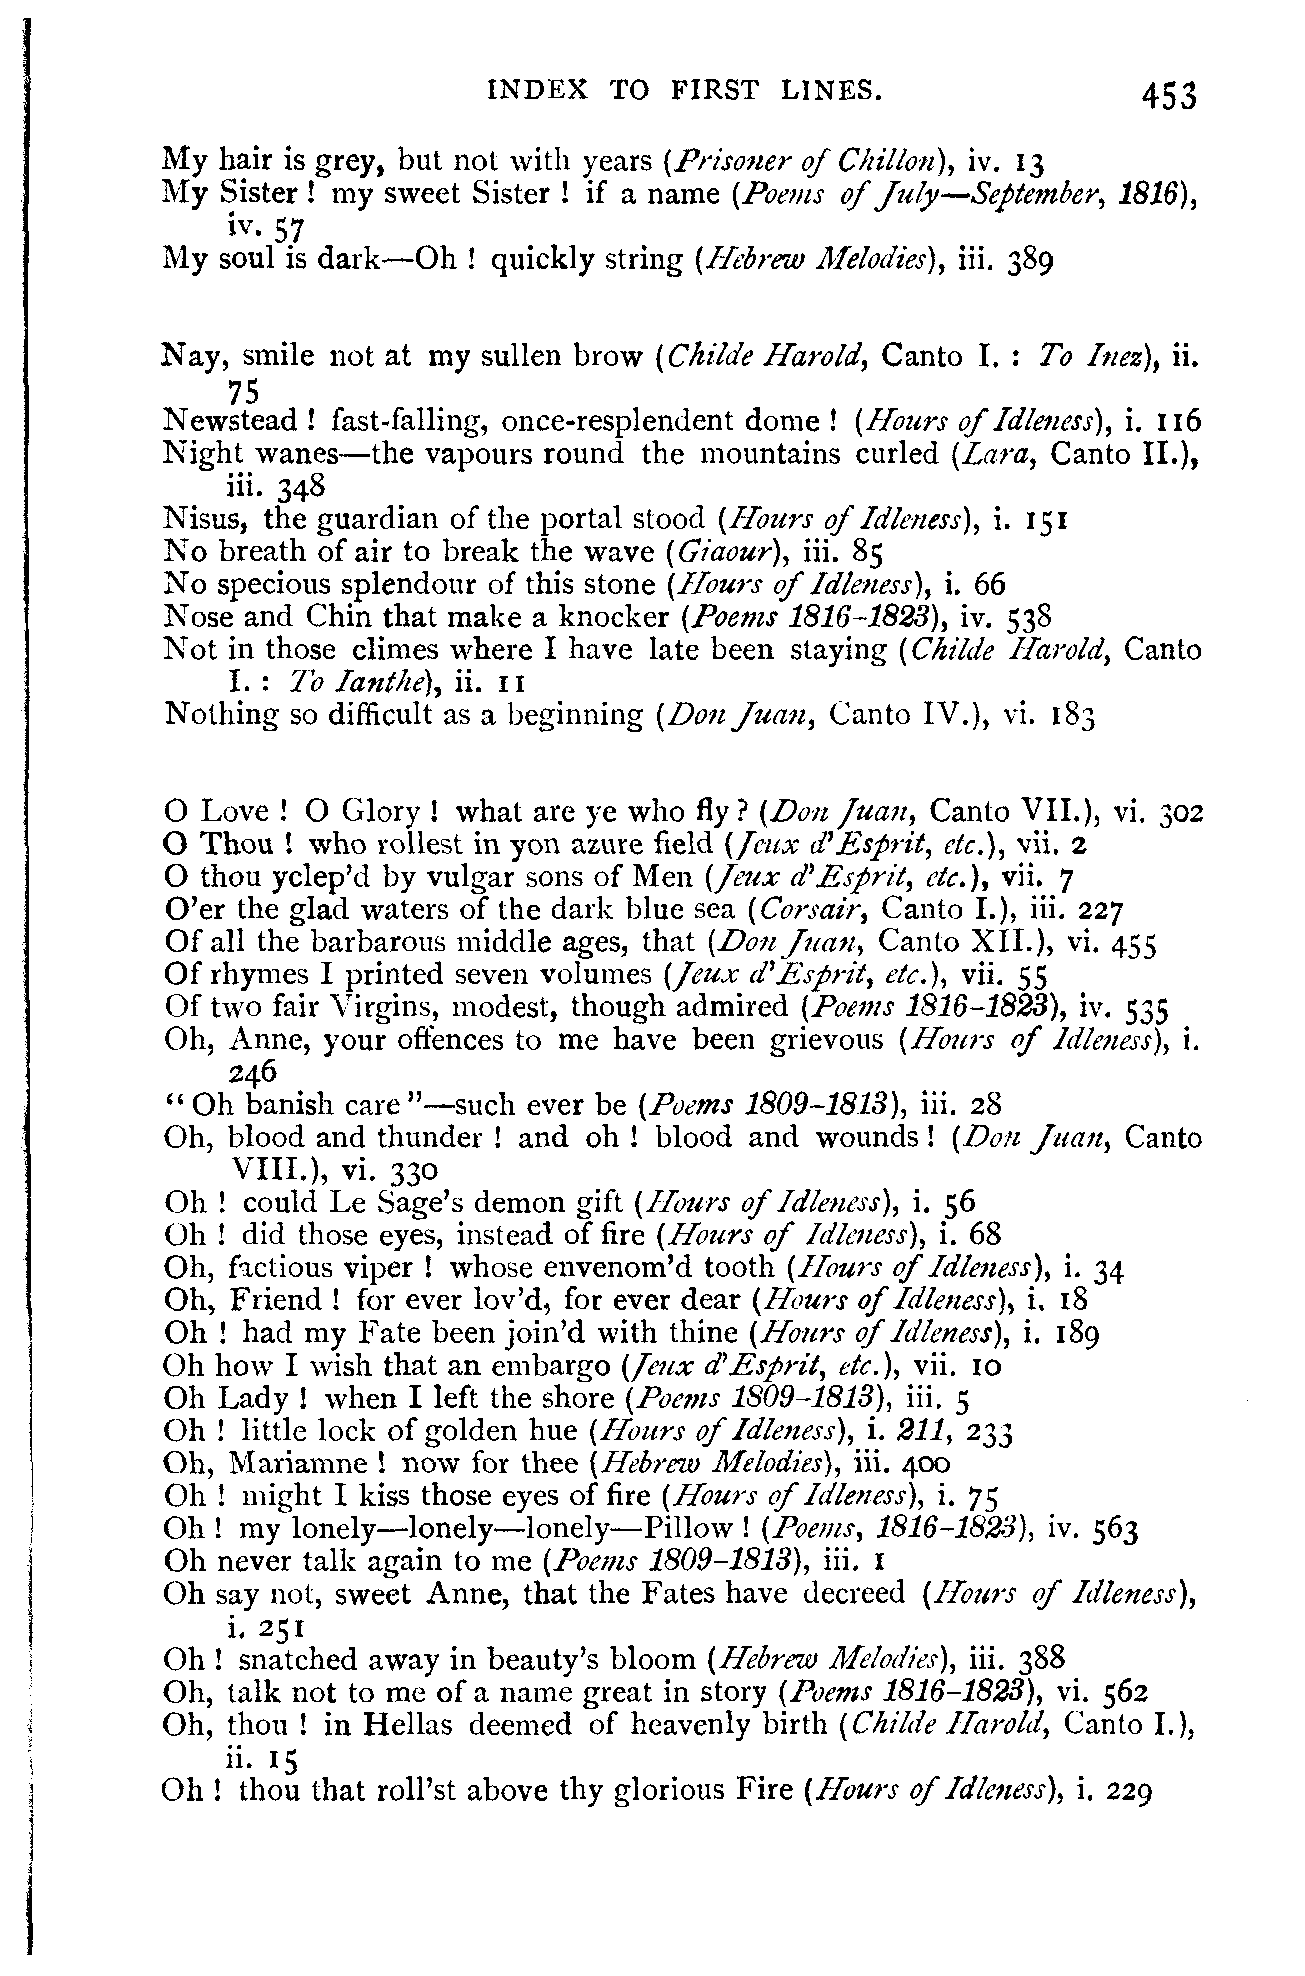 INDEX TO FIRST LINES. 453
My hair is grey, but not with years (Prisoner of Chillon), iv. 13
My Sister ! my sweet Sister ! if a name (Poems of July—September, 1816),
iv. 57
My soul is dark—Oh ! quickly string (Hebrew Melodies), iii. 389
Nay, smile not at my sullen brow (Childe Harold, Canto I. : To Inez), ii.
75
Newstead ! fast-falling, once-resplendent dome ! (Hours of Idleness), i. 116
Night wanes—the vapours round the mountains curled (Lara, Canto II.),
iii. 348
Nisus, the guardian of the portal stood (Hours of Idleness), i. 151
No breath of air to break the wave (Giaour), iii. 85
No specious splendour of this stone (Hours of Idleness), i. 66
Nose and Chin that make a knocker (Poems 1816–1823), iv. 538
Not in those climes where I have late been staying (Childe Harold, Canto
I. : To Ianthe), ii. 11
Nothing so difficult as a beginning (Don Juan, Canto IV.), vi. 183
O Love ! O Glory ! what are ye who fly ? (Don Juan, Canto VII.), vi. 302
O Thou ! who rollest in yon azure field (Jeux d'Esprit, etc.), vii. 2
O thou yclep'd by vulgar sons of Men (Jeux d'Esprit, etc.), vii. 7
O'er the glad waters of the dark blue sea (Corsair, Canto I.), iii. 227
Of all the barbarous middle ages, that (Don Juan, Canto XII.), vi. 455
Of rhymes I printed seven volumes (Jeux d'Esprit, etc.), vii. 55
Of two fair Virgins, modest, though admired (Poems 1816–1823), iv. 535
Oh, Anne, your offences to me have been grievous (Hours of Idleness), i.
246
“ Oh banish care ”—such ever be (Poems 1809–1813), iii. 28
Oh, blood and thunder ! and oh ! blood and wounds ! (Don Juan, Canto
VIII.), vi. 330
Oh ! could Le Sage's demon gift (Hours of Idleness), i. 56
Oh ! did those eyes, instead of fire (Hours of Idleness), i. 68
Oh, factious viper ! whose envenom'd tooth (Hours of Idleness), i. 34
Oh, Friend ! for ever lov'd, for ever dear (Hours of Idleness), i. 18
Oh ! had my Fate been join'd with thine (Hours of Idleness), i. 189
Oh how I wish that an embargo (Jeux d'Esprit, etc.), vii. 10
Oh Lady ! when I left the shore (Poems 1809–1813), iii. 5
Oh ! little lock of golden hue (Hours of Idleness), i. 211, 233
Oh, Mariamne ! now for thee (Hebrew Melodies), iii. 400
Oh ! might I kiss those eyes of fire (Hours of Idleness), i. 75
Oh ! my lonely—lonely—lonely—Pillow ! (Poems, 1816–1823), iv. 563
Oh never talk again to me (Poems 1809–1813), iii. 1
Oh say not, sweet Anne, that the Fates have decreed (Hours of Idleness),
i. 251
Oh ! snatched away in beauty's bloom (Hebrew Melodies), iii. 388
Oh, talk not to me of a name great in story (Poems 1816–1823), vi. 562
Oh, thou ! in Hellas deemed of heavenly birth (Childe Harold, Canto I.),
ii. 15
Oh ! thou that roll'st above thy glorious Fire (Hours of Idleness), i. 229